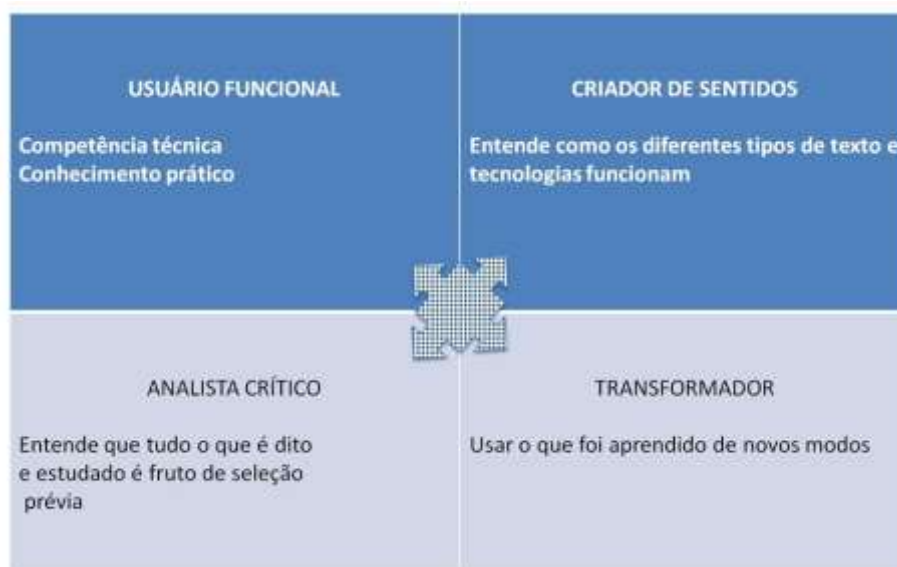 USUÁRIO FUNCIONAL
Competência técnica
Conhecimento prático
CRIADOR DE SENTIDOS
Entende como os diferentes tipos de texto e
tecnologias funcionam
ANALISTA CRÍTICO
Entende que tudo o que é dito
e estudado é fruto de seleção
prévia
TRANSFORMADOR
Usar o que foi aprendido de novos modos